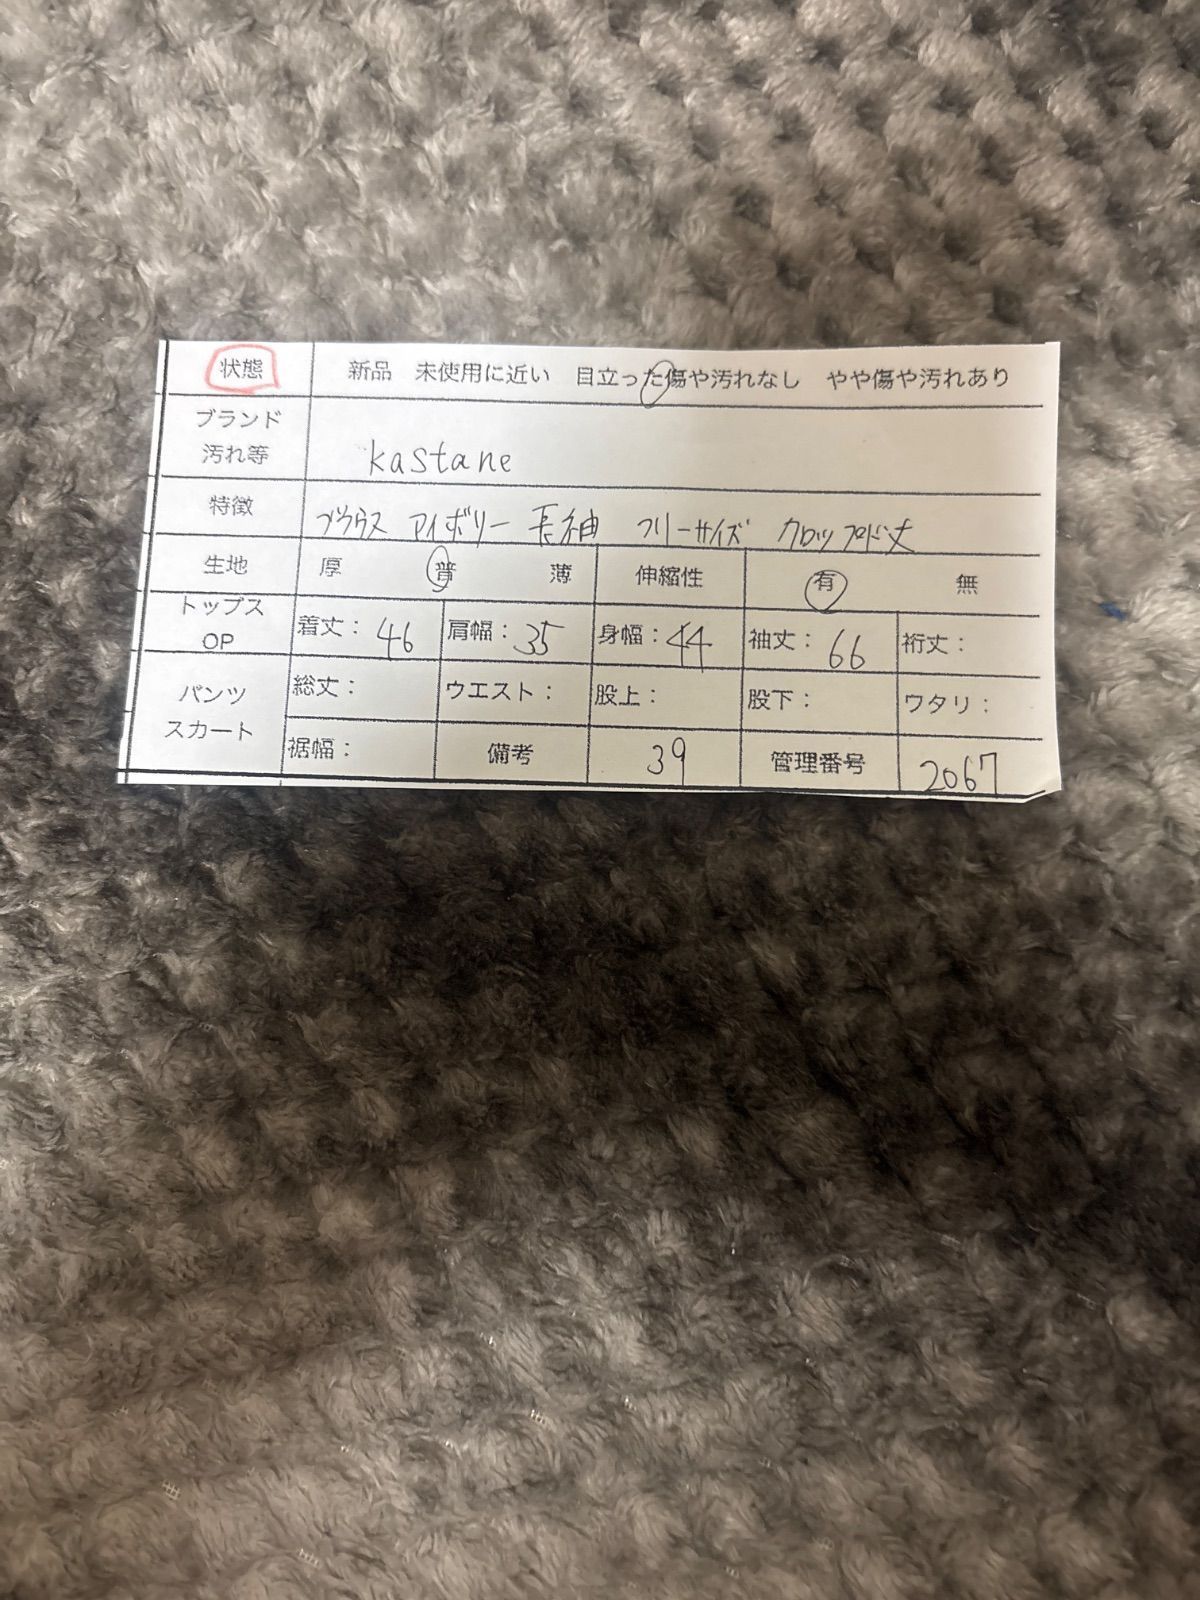 状態 新品 未使用に近い 目立った傷や汚れなし やや傷や汚れあり
ブランド
汚れ等 kastane
特徴 ブラウス アイボリー 長袖 フリーサイズ クロップド丈
生地 厚 普 薄 伸縮性 有 無
トップス
OP 着丈： 46 肩幅： 35 身幅： 44 袖丈： 66 裄丈：
パンツ
スカート 総丈： ウエスト： 股上： 股下： ワタリ：
裾幅： 備考 39 管理番号 2067